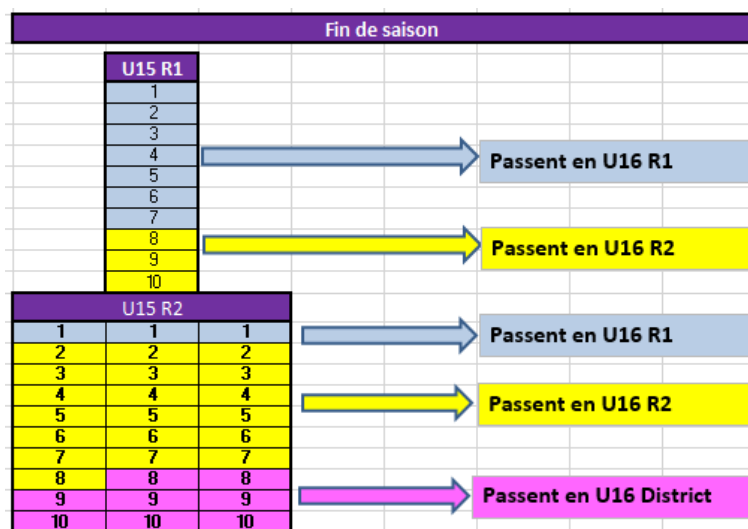 Fin de saison
U15 R1
1
2
3
4
Passent en U16 R1
5
6
7
8
Passent en U16 R2
9
10
U15 R2
1 1 1
Passent en U16 R1
2 2 2
3 3 3
4 4 4
Passent en U16 R2
5 5 5
6 6 6
7 7 7
8 8 8
9 9 9
Passent en U16 District
10 10 10